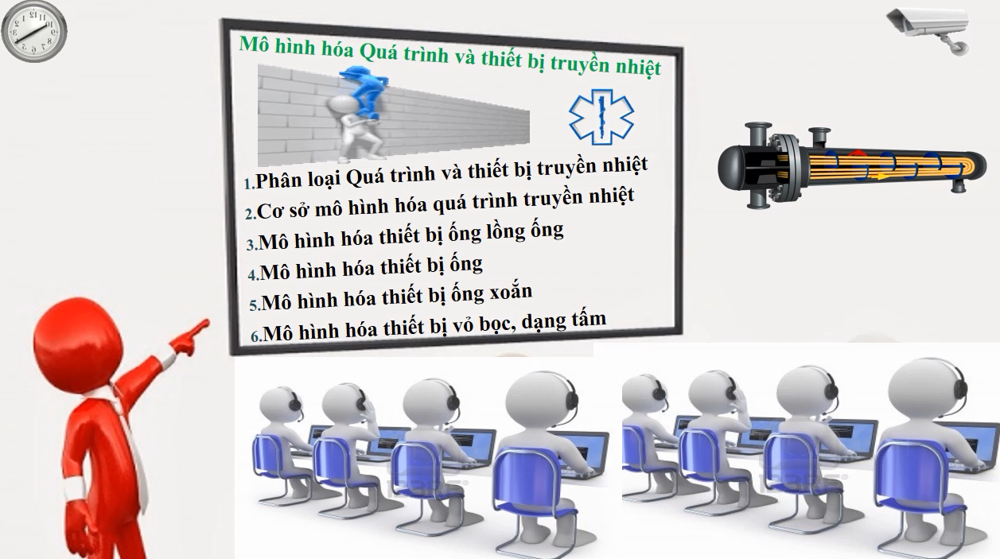 Mô hình hóa Quá trình và thiết bị truyền nhiệt
1.Phân loại Quá trình và thiết bị truyền nhiệt
2.Cơ sở mô hình hóa quá trình truyền nhiệt
3.Mô hình hóa thiết bị ống lồng ống
4.Mô hình hóa thiết bị ống
5.Mô hình hóa thiết bị ống xoắn
6.Mô hình hóa thiết bị vỏ bọc, dạng tấm